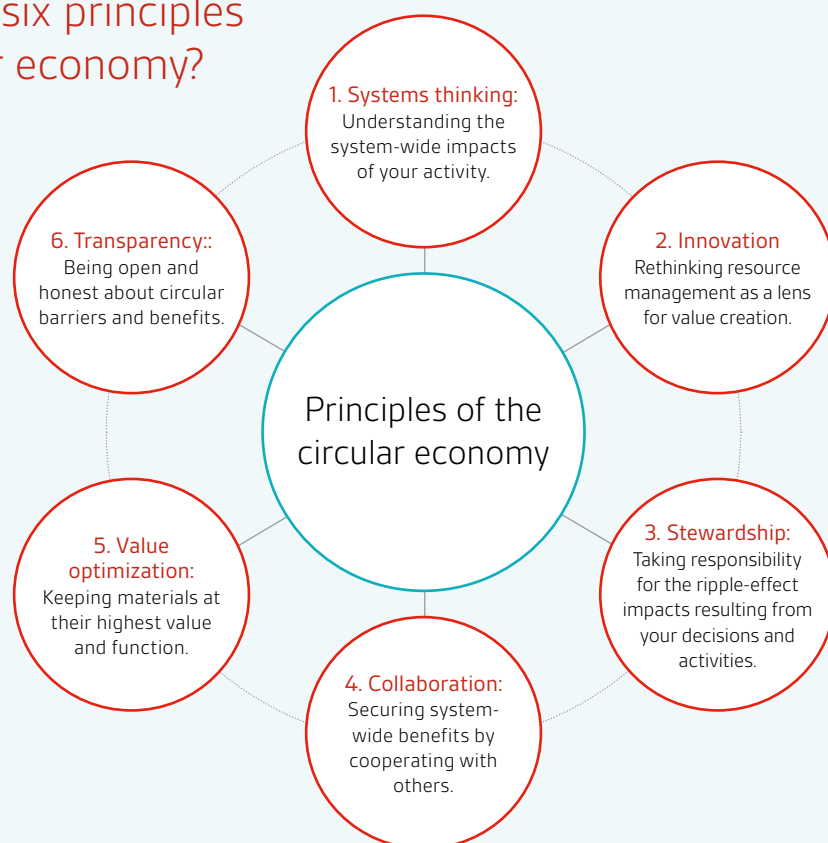 six principles
r economy?
1. Systems thinking:
Understanding the
system-wide impacts
of your activity.
2. Innovation
Rethinking resource
management as a lens
for value creation.
3. Stewardship:
Taking responsibility
for the ripple-effect
impacts resulting from
your decisions and
activities.
4. Collaboration:
Securing system-
wide benefits by
cooperating with
others.
5. Value
optimization:
Keeping materials at
their highest value
and function.
6. Transparency::
Being open and
honest about circular
barriers and benefits.
Principles of the
circular economy